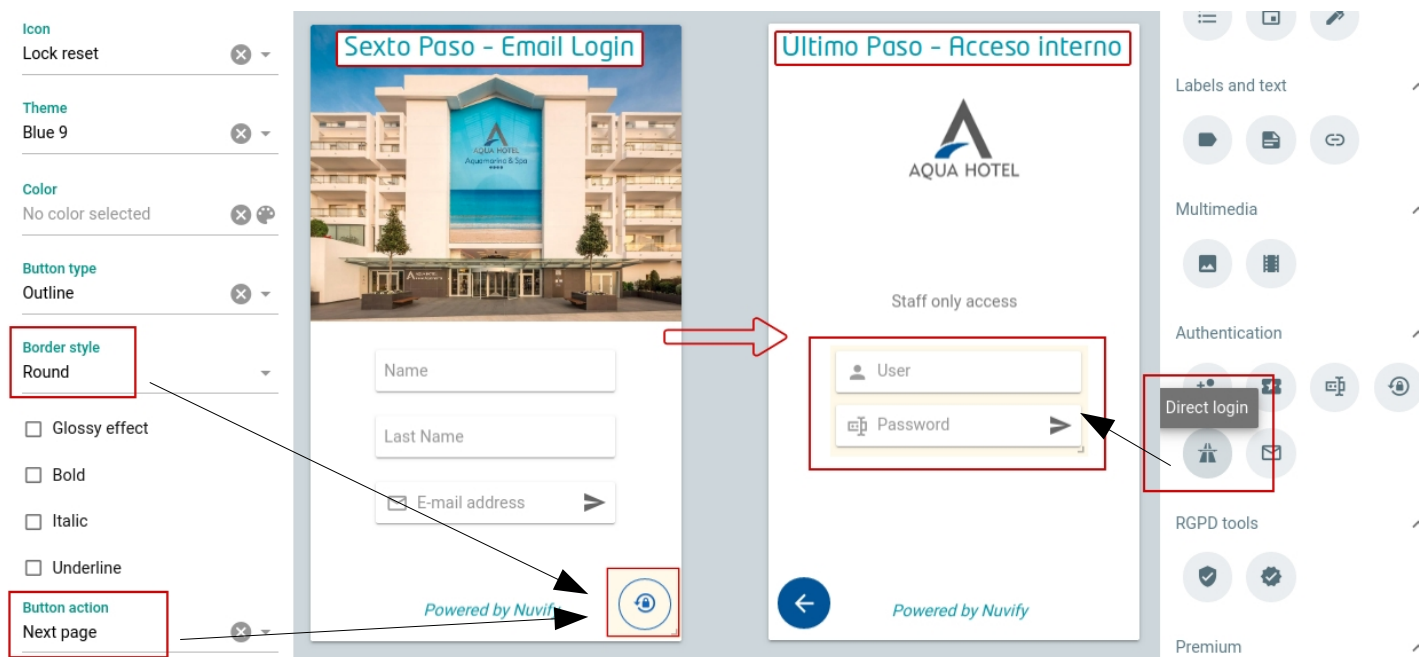 Icon
Lock reset
Theme
Blue 9
Color
No color selected
Button type
Outline
Border style
Round
Glossy effect
Bold
Italic
Underline
Button action
Next page
Sexto Paso - Email Login
AQUA HOTEL
Aquamarina & Spa
Name
Last Name
E-mail address
Powered by Nuvify
Último Paso - Acceso interno
AQUA HOTEL
Staff only access
User
Password
Powered by Nuvify
Labels and text
Multimedia
Authentication
Direct login
RGPD tools
Premium